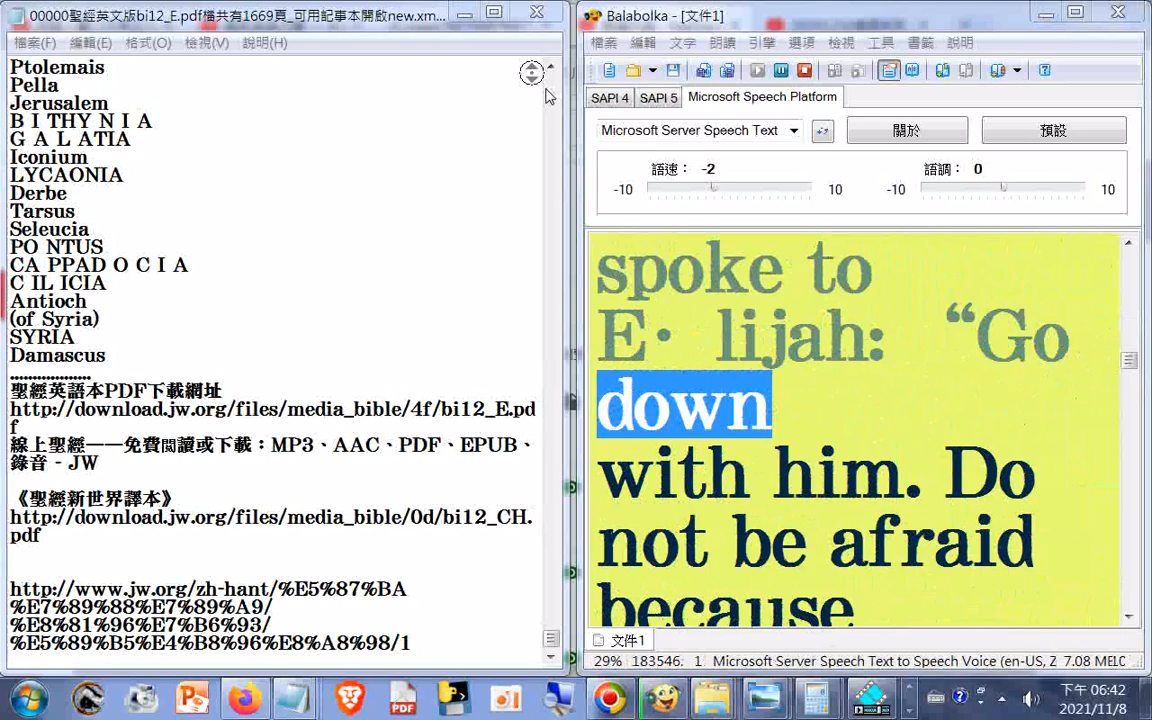 00000聖經英文版bi12_E.pdf檔共有1669頁_可用記事本開啟new.xm...
檔案(F) 編輯(E) 格式(O) 檢視(V) 說明(H)
Ptolemais
Pella
Jerusalem
B I THY N I A
G A L ATIA
Iconium
LYCAONIA
Derbe
Tarsus
Seleucia
PO NTUS
CA PPAD O C I A
C IL ICIA
Antioch
(of Syria)
SYRIA
Damascus
..................
聖經英語本PDF下載網址
http://download.jw.org/files/media_bible/4f/bi12_E.pd
f
線上聖經——免費閱讀或下載：MP3、AAC、PDF、EPUB、
錄音 - JW
《聖經新世界譯本》
http://download.jw.org/files/media_bible/0d/bi12_CH.
pdf
http://www.jw.org/zh-hant/%E5%87%BA
%E7%89%88%E7%89%A9/
%E8%81%96%E7%B6%93/
%E5%89%B5%E4%B8%96%E8%A8%98/1
Balabolka - [文件1]
檔案 編輯 文字 朗讀 引擎 選項 檢視 工具 書籤 說明
SAPI 4 SAPI 5 Microsoft Speech Platform
Microsoft Server Speech Text 關於 預設
語速： -2 語調： 0
-10 10 -10 10
spoke to
E· lijah: “Go
down
with him. Do
not be afraid
because
文件1
29% 183546. 1 Microsoft Server Speech Text to Speech Voice (en-US, Z 7.08 MELC
PDF
下午 06:42
2021/11/8